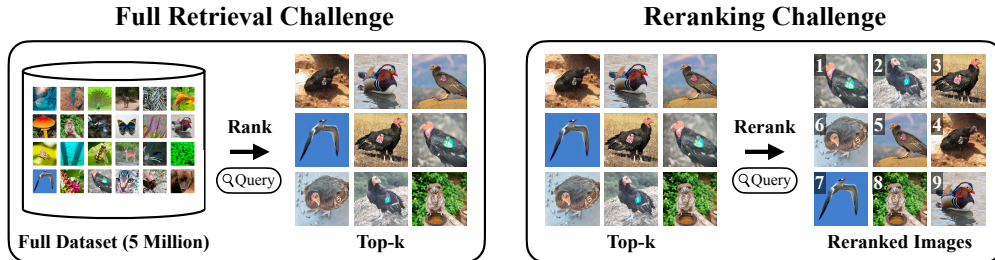 Full Retrieval Challenge
Rank
Query
Full Dataset (5 Million)
Top-k
Reranking Challenge
Rerank
Query
Top-k
1 2 3
6 5 4
7 8 9
Reranked Images